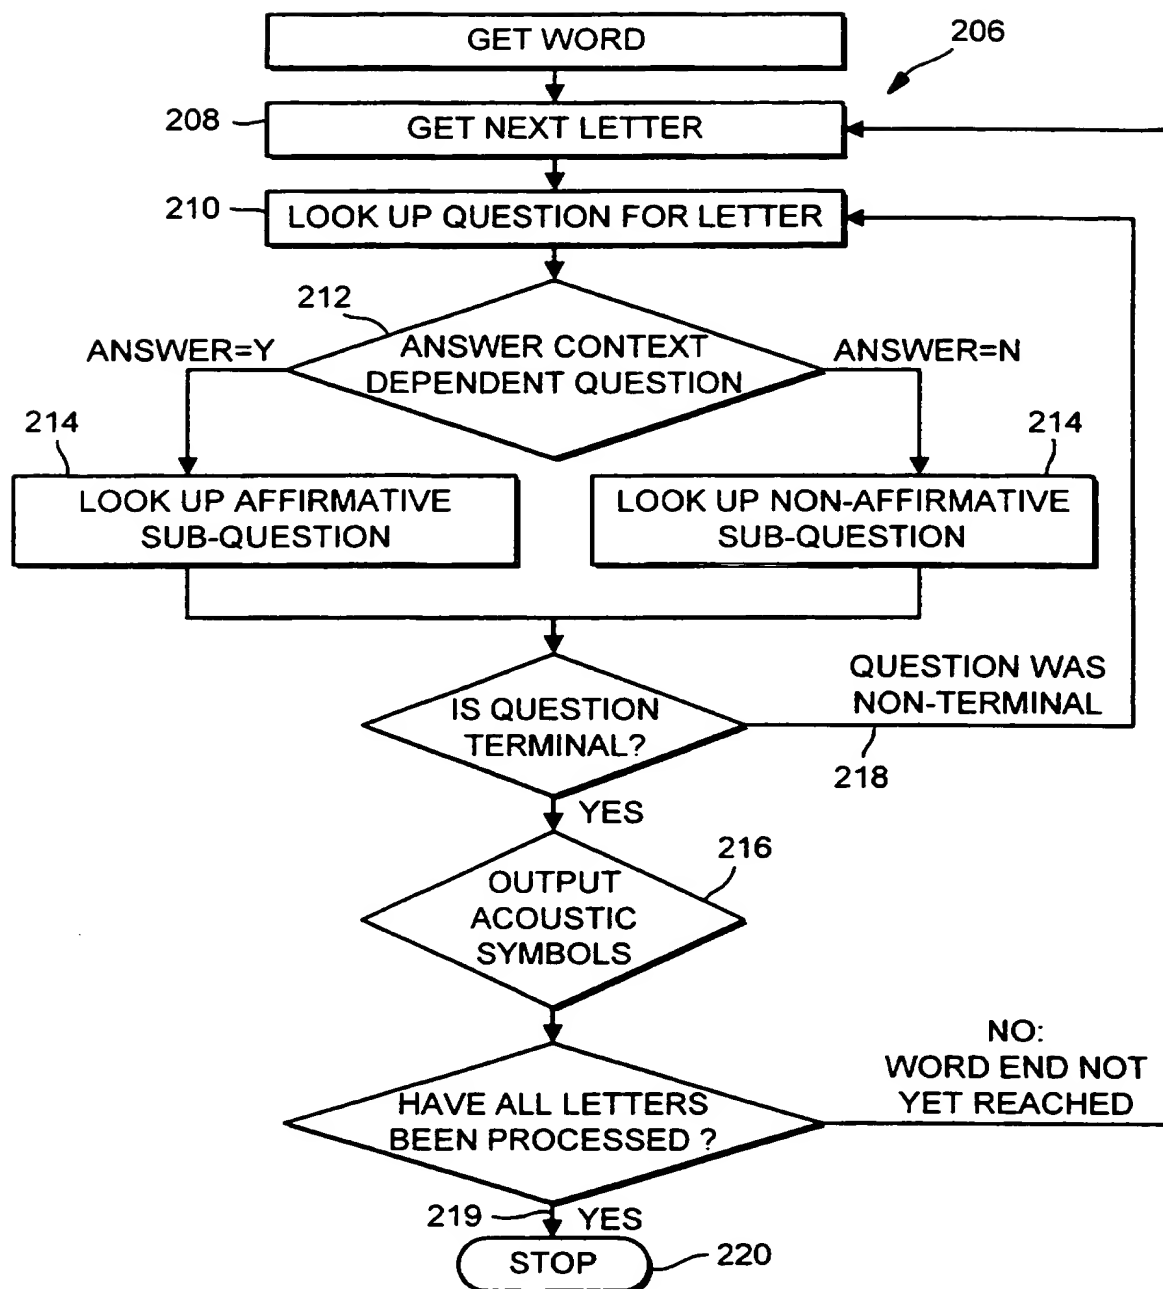 GET WORD
206
208
GET NEXT LETTER
210
LOOK UP QUESTION FOR LETTER
212
ANSWER=Y
ANSWER CONTEXT
DEPENDENT QUESTION
ANSWER=N
214
214
LOOK UP AFFIRMATIVE
SUB-QUESTION
LOOK UP NON-AFFIRMATIVE
SUB-QUESTION
IS QUESTION
TERMINAL?
QUESTION WAS
NON-TERMINAL
218
YES
216
OUTPUT
ACOUSTIC
SYMBOLS
NO:
WORD END NOT
YET REACHED
HAVE ALL LETTERS
BEEN PROCESSED ?
219
YES
STOP
220